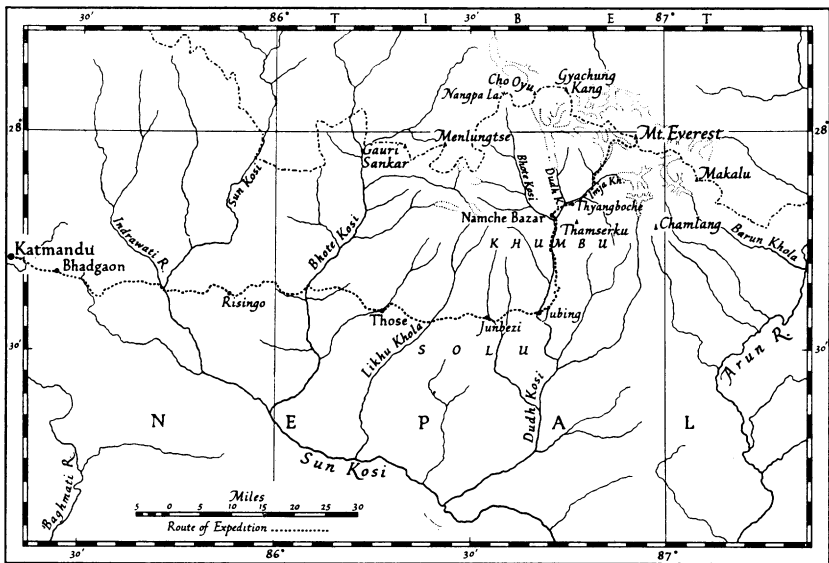 30' 86° 30' 87°
T I B E T
Cho Oyu
Gyachung
Kang
Nangpa La
28° 28°
Menlungtse
Mt. Everest
Gauri
Sankar
Makalu
Bhote Kosi
Dudh K.
Imja Kh.
Sun Kosi
Thyangboche
Namche Bazar
Thamserku
Chamlang
Indrawati R.
Bhote Kosi
K H U M B U
Barun Khola
Katmandu
Bhadgaon
Risingo
Those
Junbezi
Jubing
30' 30'
Likhu Khola
S O L U
Arun R.
Dudh Kosi
N E P A L
Sun Kosi
Baghmati R.
Miles
5 0 5 10 15 20 25 30
Route of Expedition
30' 86° 30' 87°